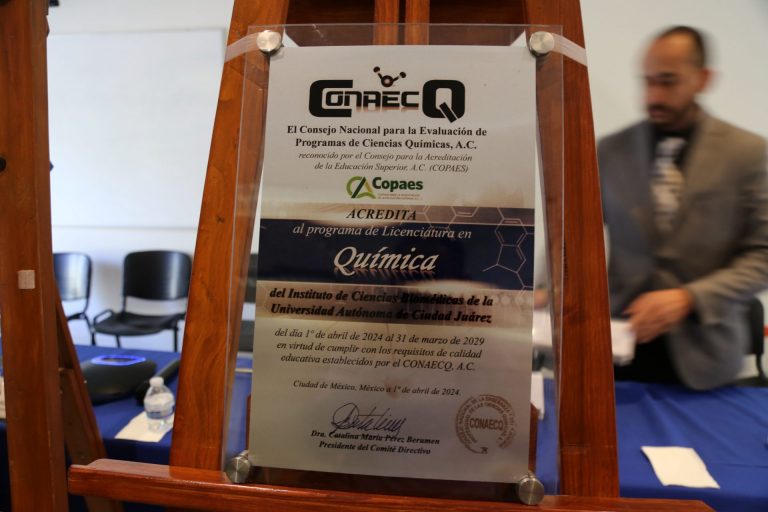 CONAECQ
El Consejo Nacional para la Evaluación de
Programas de Ciencias Químicas, A.C.
reconocido por el Consejo para la Acreditación
de la Educación Superior, A.C. (COPAES)
Copaes
ACREDITA
al programa de Licenciatura en
Química
del Instituto de Ciencias Biomédicas de la
Universidad Autónoma de Ciudad Juárez
del día 1º de abril de 2024 al 31 de marzo de 2029
en virtud de cumplir con los requisitos de calidad
educativa establecidos por el CONAECQ, A.C.
Ciudad de México, México a 1º de abril de 2024.
Dra. Catalina María Pérez Berumen
Presidente del Comité Directivo
CONAECQ